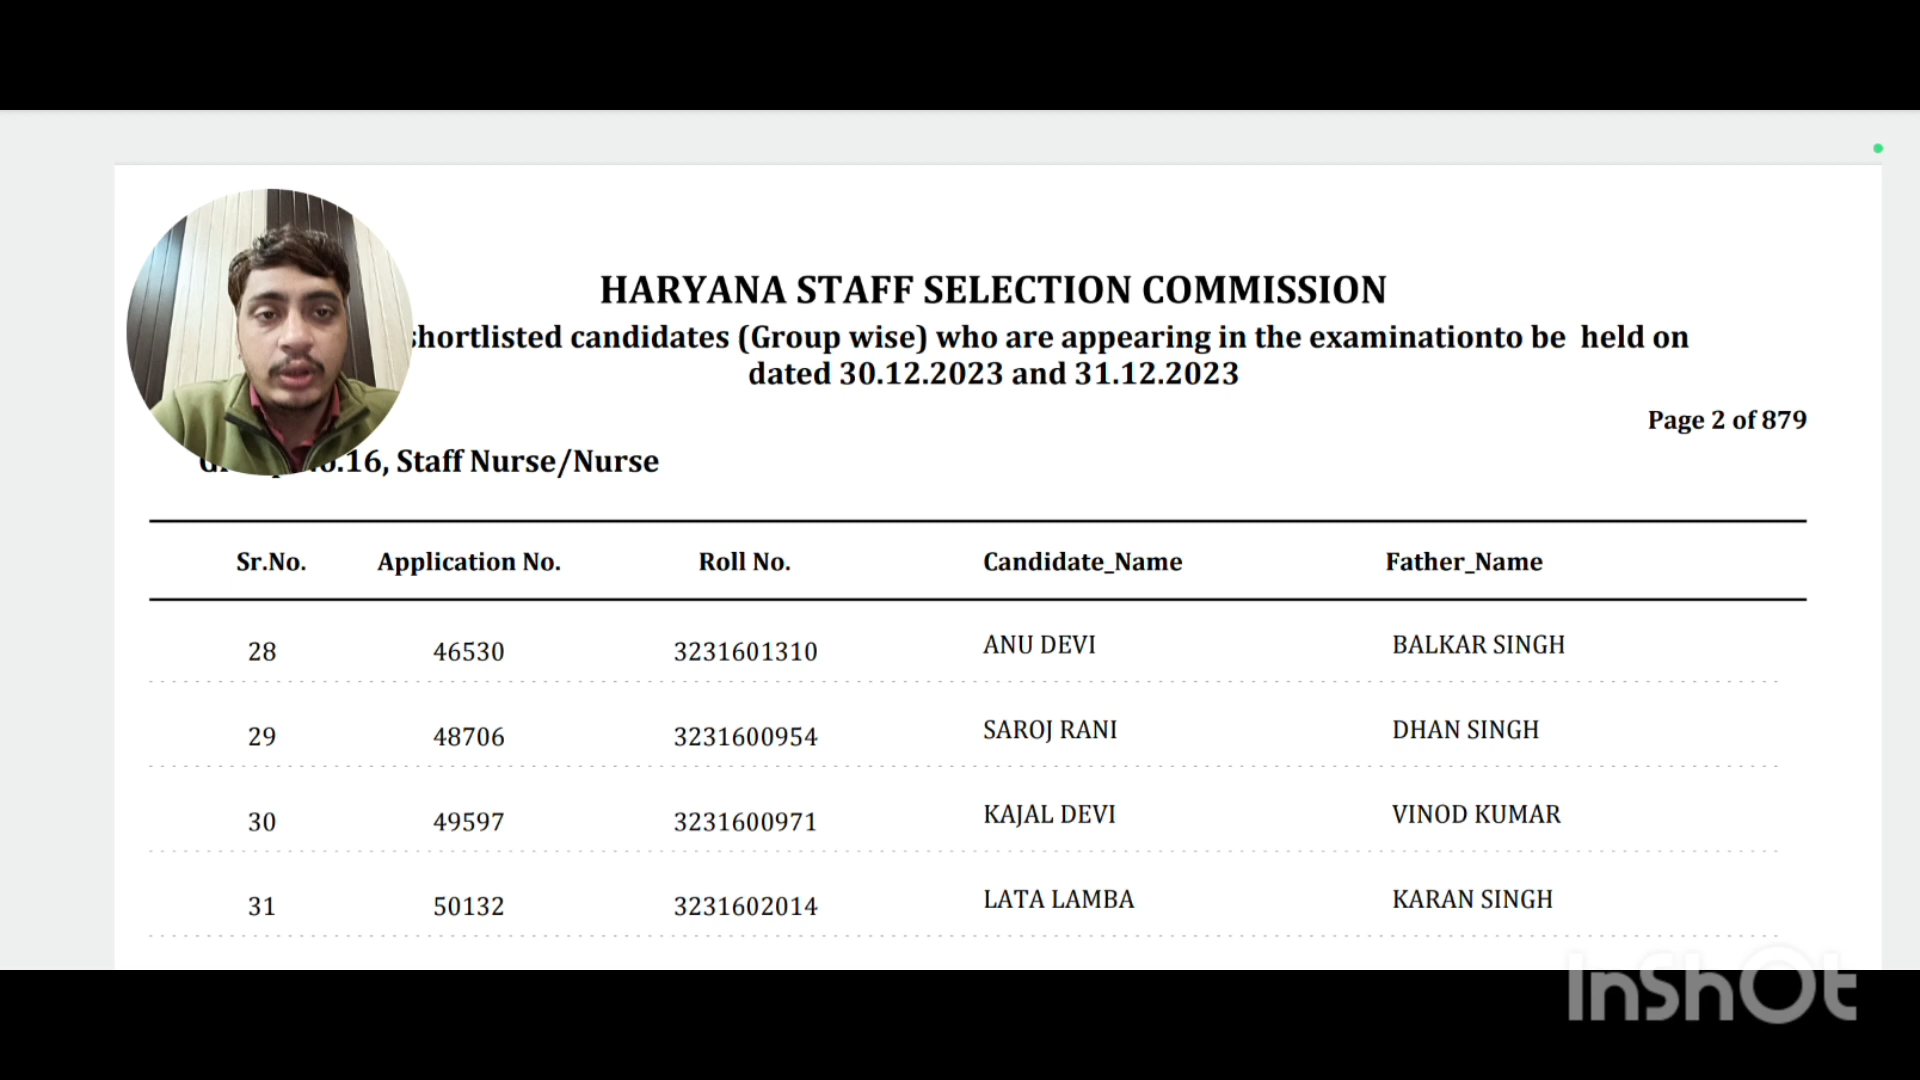 HARYANA STAFF SELECTION COMMISSION
shortlisted candidates (Group wise) who are appearing in the examinationto be held on
dated 30.12.2023 and 31.12.2023
Page 2 of 879
.16, Staff Nurse/Nurse
Sr.No. Application No. Roll No. Candidate_Name Father_Name
28 46530 3231601310 ANU DEVI BALKAR SINGH
29 48706 3231600954 SAROJ RANI DHAN SINGH
30 49597 3231600971 KAJAL DEVI VINOD KUMAR
31 50132 3231602014 LATA LAMBA KARAN SINGH
InShOt